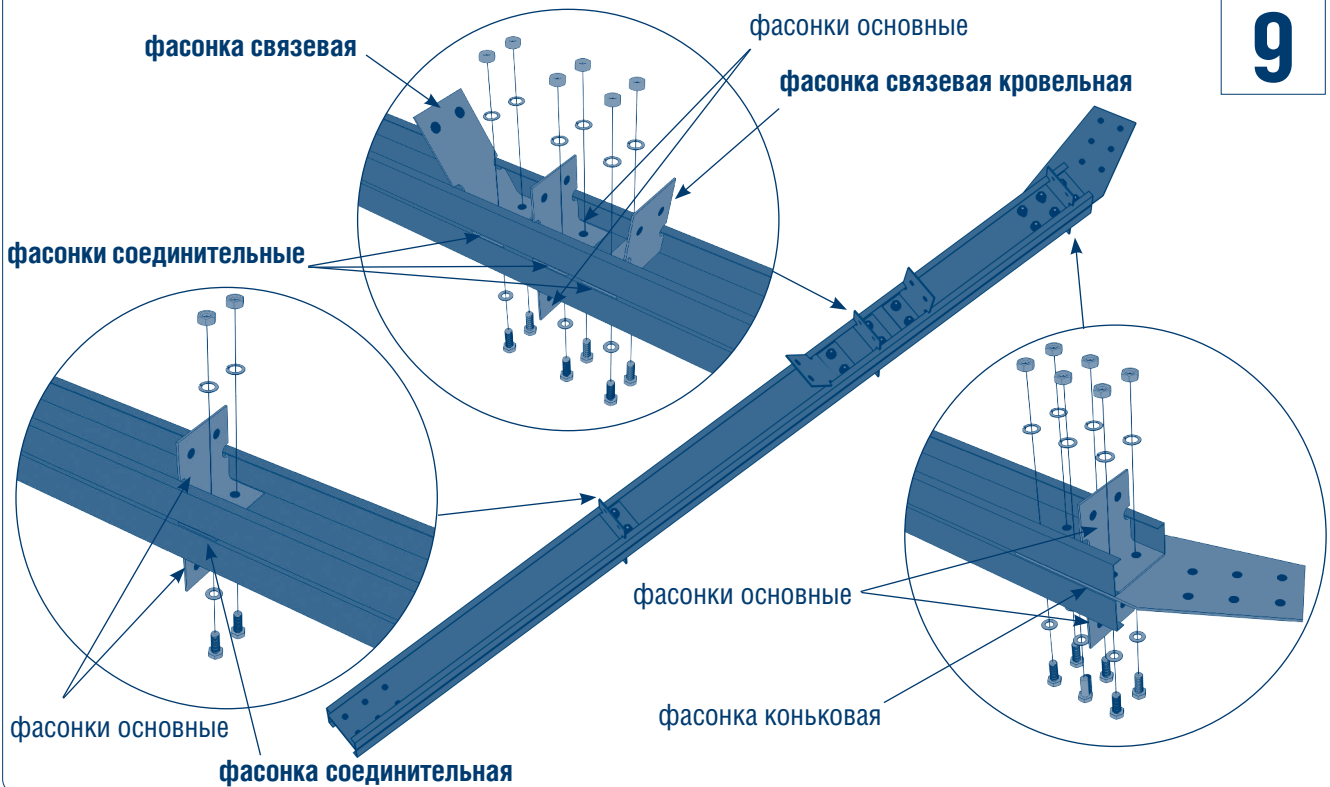 9
фасонки основные
фасонка связевая
фасонка связевая кровельная
фасонки соединительные
фасонки основные
фасонка коньковая
фасонки основные
фасонка соединительная